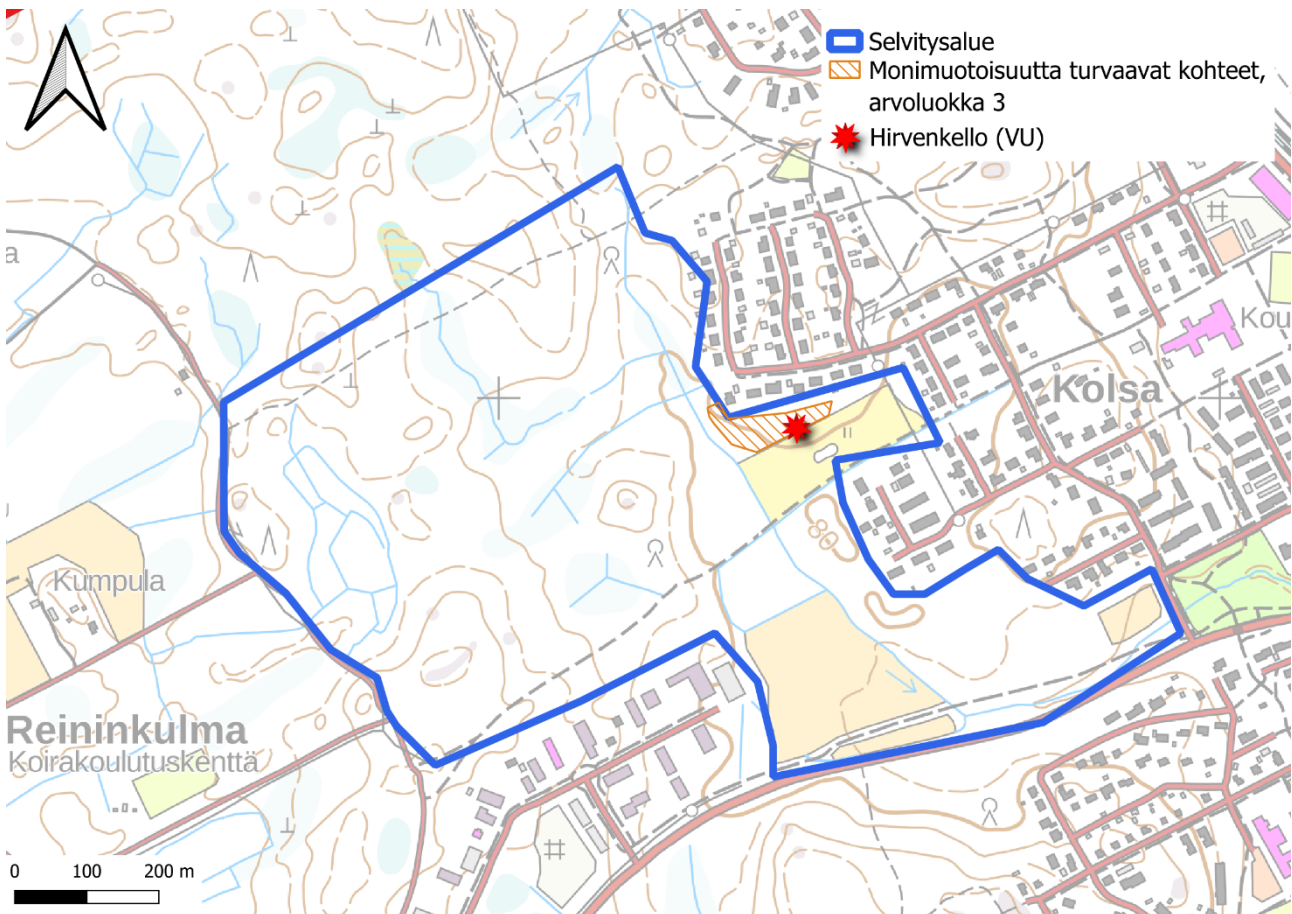 Selvitysalue
Monimuotoisuutta turvaavat kohteet,
arvoluokka 3
Hirvenkello (VU)
a
Kou
Kolsa
Kumpula
Reininkulma
Koirakoulutuskenttä
0 100 200 m